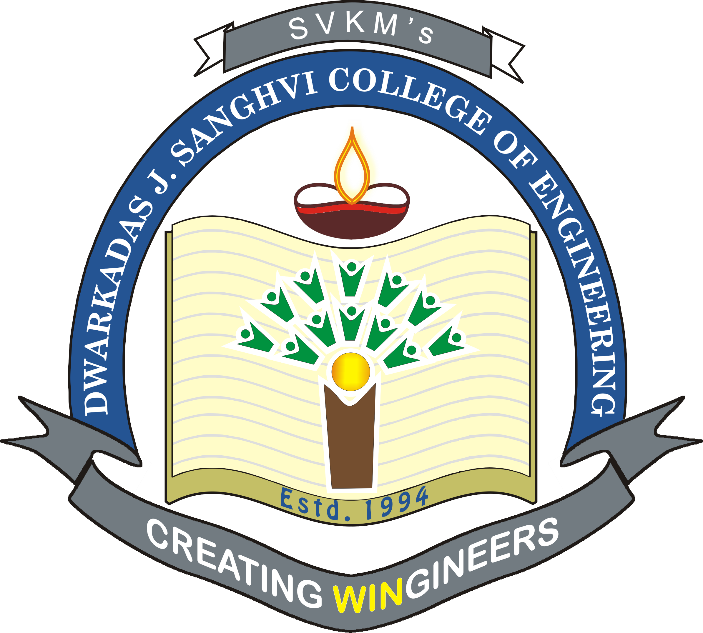 SVKM's
DWARKADAS J. SANGHVI COLLEGE OF ENGINEERING
Estd. 1994
CREATING WINGINEERS